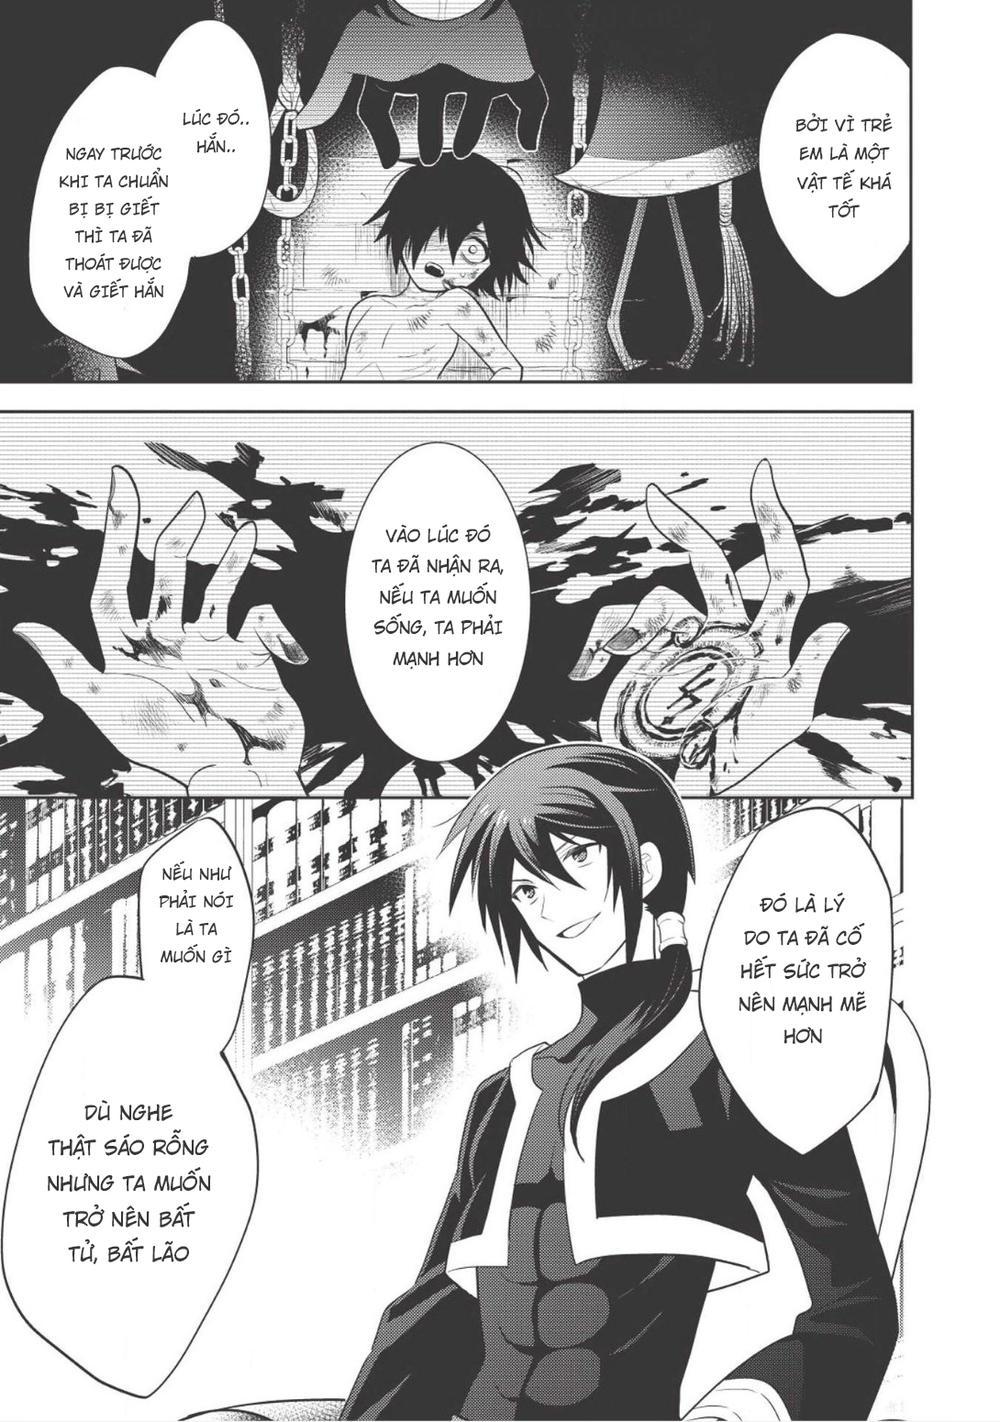 BỞI VÌ TRẺ
EM LÀ MỘT
VẬT TẾ KHÁ
TỐT
LÚC ĐÓ..
HẮN..
NGAY TRƯỚC
KHI TA CHUẨN
BỊ BỊ GIẾT
THÌ TA ĐÃ
THOÁT ĐƯỢC
VÀ GIẾT HẮN
VÀO LÚC ĐÓ
TA ĐÃ NHẬN RA,
NẾU TA MUỐN
SỐNG, TA PHẢI
MẠNH HƠN
ĐÓ LÀ LÝ
DO TA ĐÃ CỐ
HẾT SỨC TRỞ
NÊN MẠNH MẼ
HƠN
NẾU NHƯ
PHẢI NÓI
LÀ TA
MUỐN GÌ
DÙ NGHE
THẬT SÁO RỖNG
NHƯNG TA MUỐN
TRỞ NÊN BẤT
TỬ, BẤT LÃO